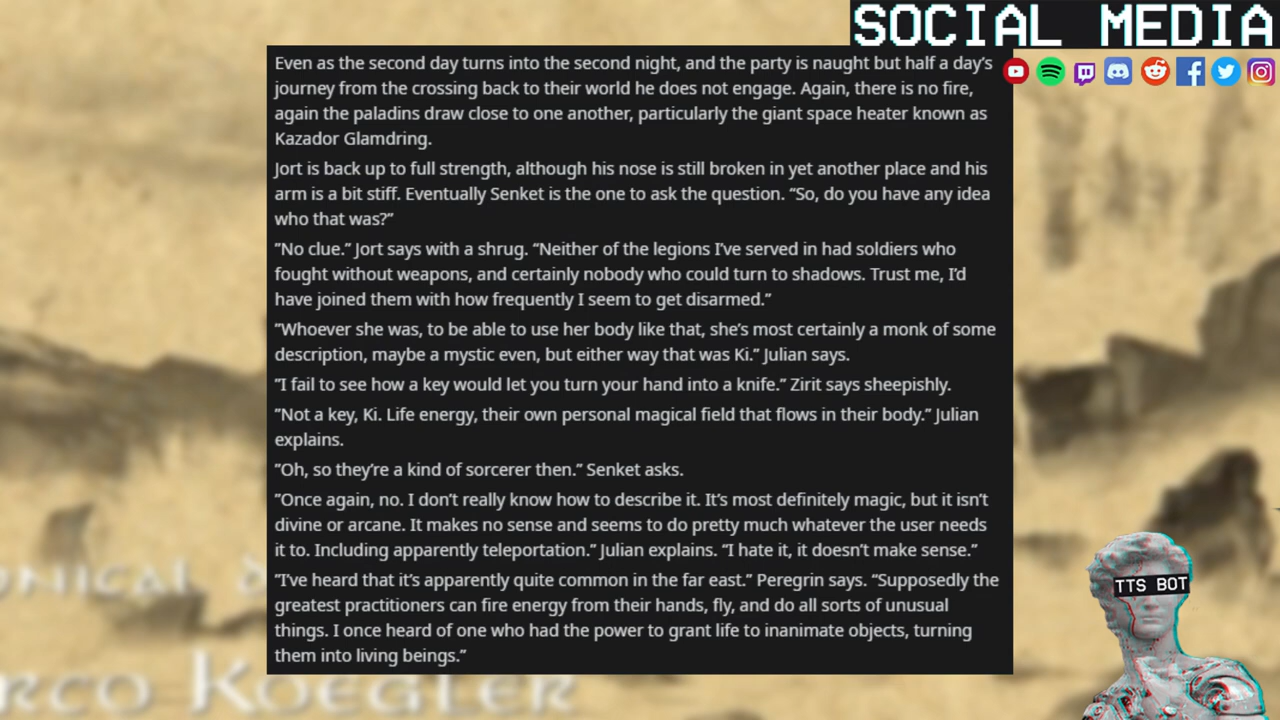 SOCIAL MEDIA
Even as the second day turns into the second night, and the party is naught but half a day's
journey from the crossing back to their world he does not engage. Again, there is no fire,
again the paladins draw close to one another, particularly the giant space heater known as
Kazador Glamdring.
Jort is back up to full strength, although his nose is still broken in yet another place and his
arm is a bit stiff. Eventually Senket is the one to ask the question. “So, do you have any idea
who that was?”
”No clue.” Jort says with a shrug. “Neither of the legions I’ve served in had soldiers who
fought without weapons, and certainly nobody who could turn to shadows. Trust me, I’d
have joined them with how frequently I seem to get disarmed.”
”Whoever she was, to be able to use her body like that, she’s most certainly a monk of some
description, maybe a mystic even, but either way that was Ki.” Julian says.
”I fail to see how a key would let you turn your hand into a knife.” Zirit says sheepishly.
”Not a key, Ki. Life energy, their own personal magical field that flows in their body.” Julian
explains.
”Oh, so they’re a kind of sorcerer then.” Senket asks.
”Once again, no. I don’t really know how to describe it. It’s most definitely magic, but it isn’t
divine or arcane. It makes no sense and seems to do pretty much whatever the user needs
it to. Including apparently teleportation.” Julian explains. “I hate it, it doesn’t make sense.”
”I’ve heard that it’s apparently quite common in the far east.” Peregrin says. “Supposedly the
greatest practitioners can fire energy from their hands, fly, and do all sorts of unusual
things. I once heard of one who had the power to grant life to inanimate objects, turning
them into living beings.”
TTS BOT
Koegler